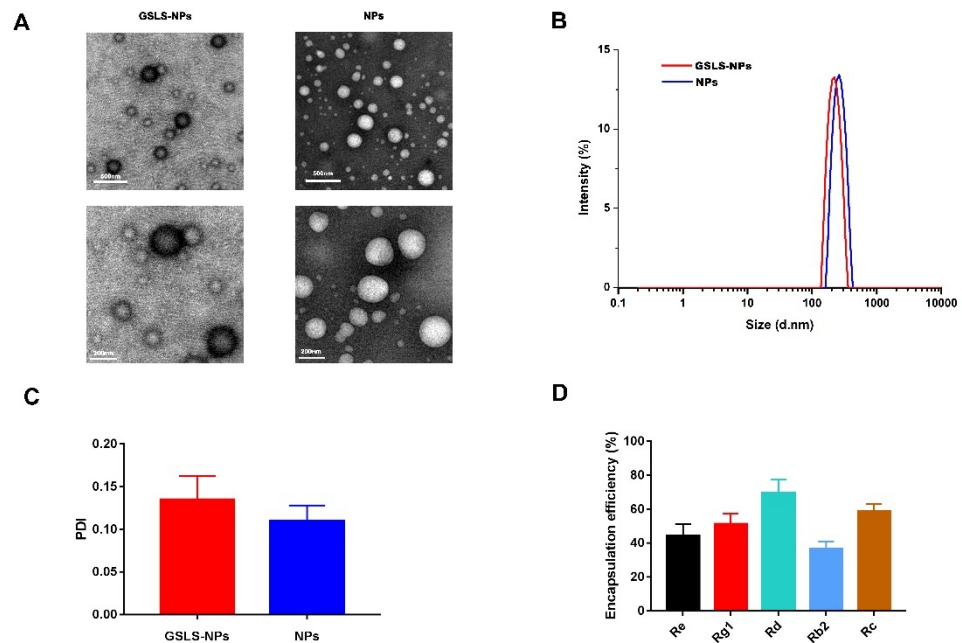 A
GSLS-NPs
NPs
500nm
500nm
200nm
200nm
B
Intensity (%)
15
10
5
0
GSLS-NPs
NPs
0.1 1 10 100 1000 10000
Size (d.nm)
C
PDI
0.20
0.15
0.10
0.05
0.00
GSLS-NPs NPs
D
Encapsulation efficiency (%)
100
80
60
40
20
0
Re Rg1 Rd Rb2 Rc